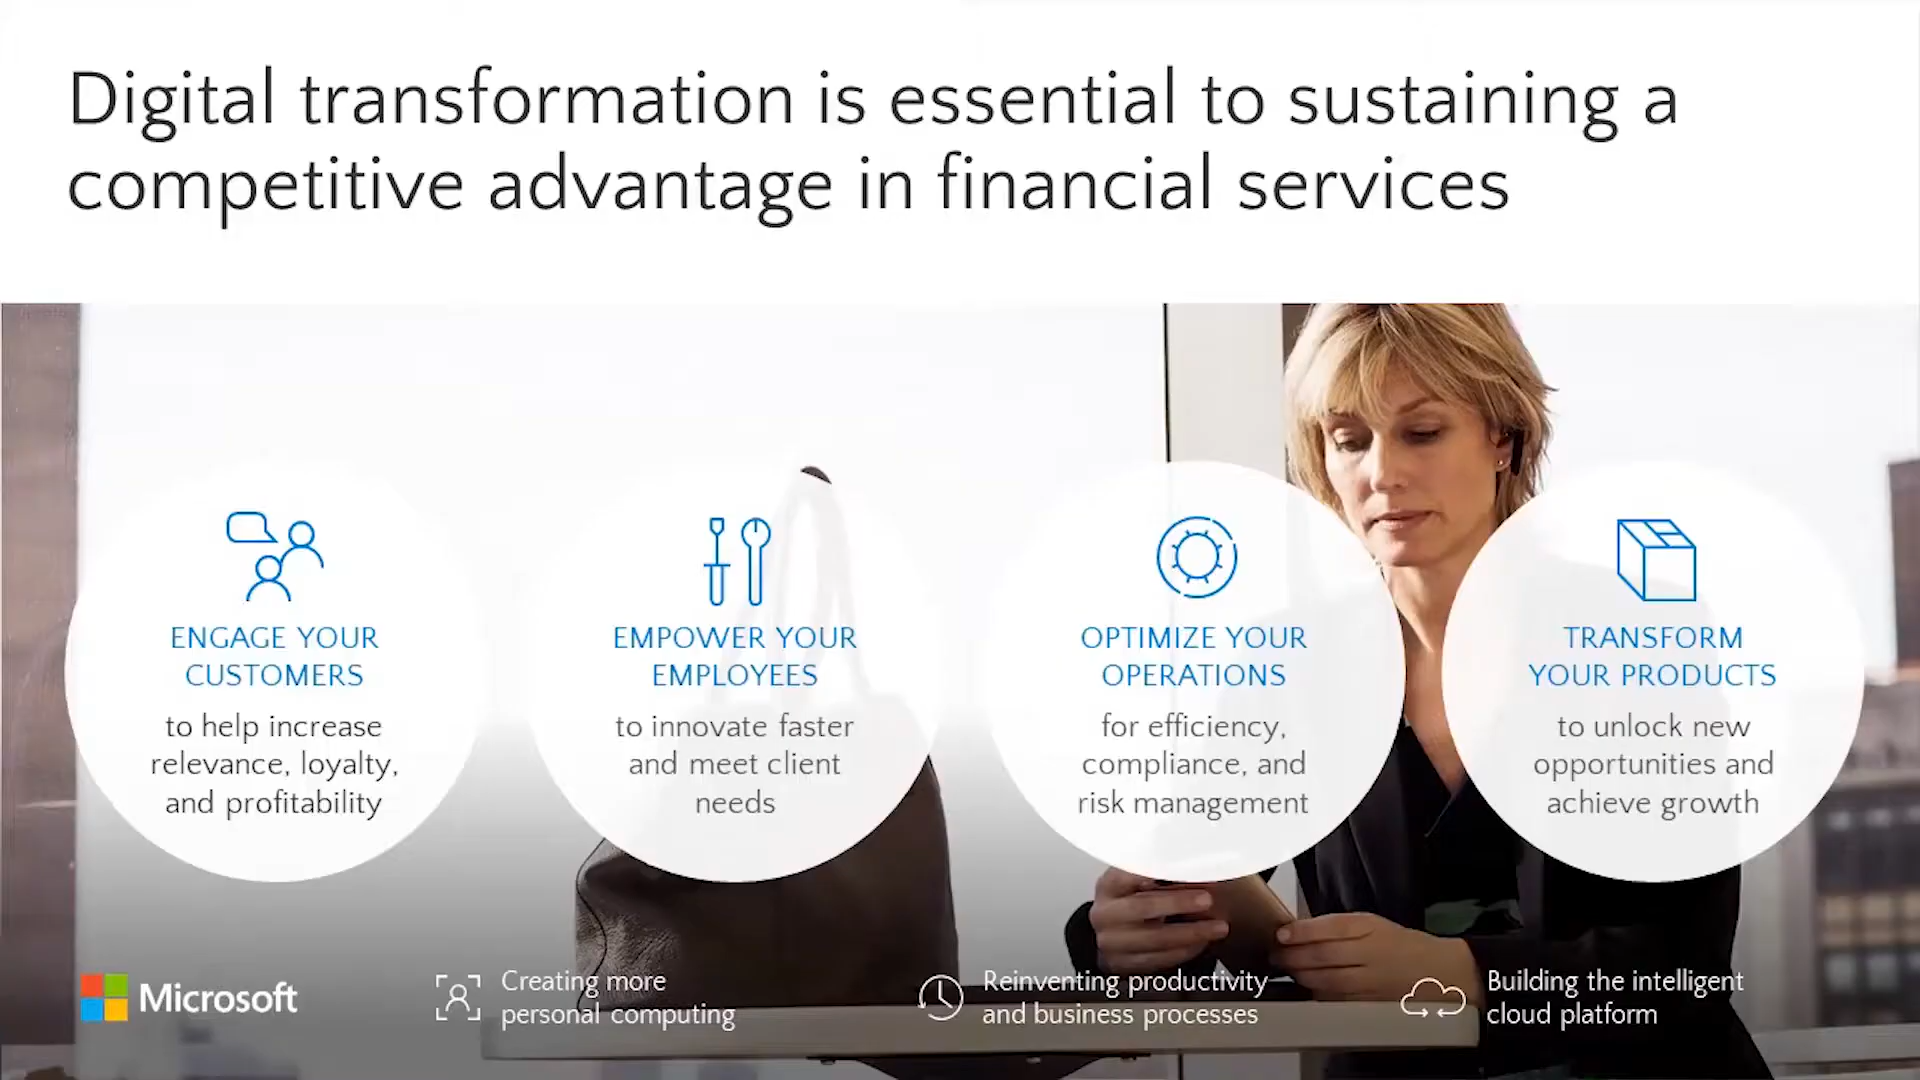 Digital transformation is essential to sustaining a
competitive advantage in financial services
ENGAGE YOUR
CUSTOMERS
to help increase
relevance, loyalty,
and profitability
EMPOWER YOUR
EMPLOYEES
to innovate faster
and meet client
needs
OPTIMIZE YOUR
OPERATIONS
for efficiency,
compliance, and
risk management
TRANSFORM
YOUR PRODUCTS
to unlock new
opportunities and
achieve growth
Microsoft
Creating more
personal computing
Reinventing productivity
and business processes
Building the intelligent
cloud platform